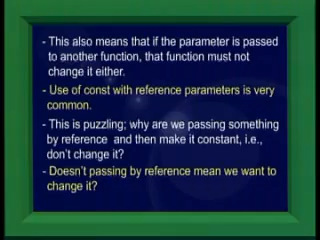 - This also means that if the parameter is passed
to another function, that function must not
change it either.
- Use of const with reference parameters is very
common.
- This is puzzling; why are we passing something
by reference and then make it constant, i.e.,
don't change it?
- Doesn't passing by reference mean we want to
change it?